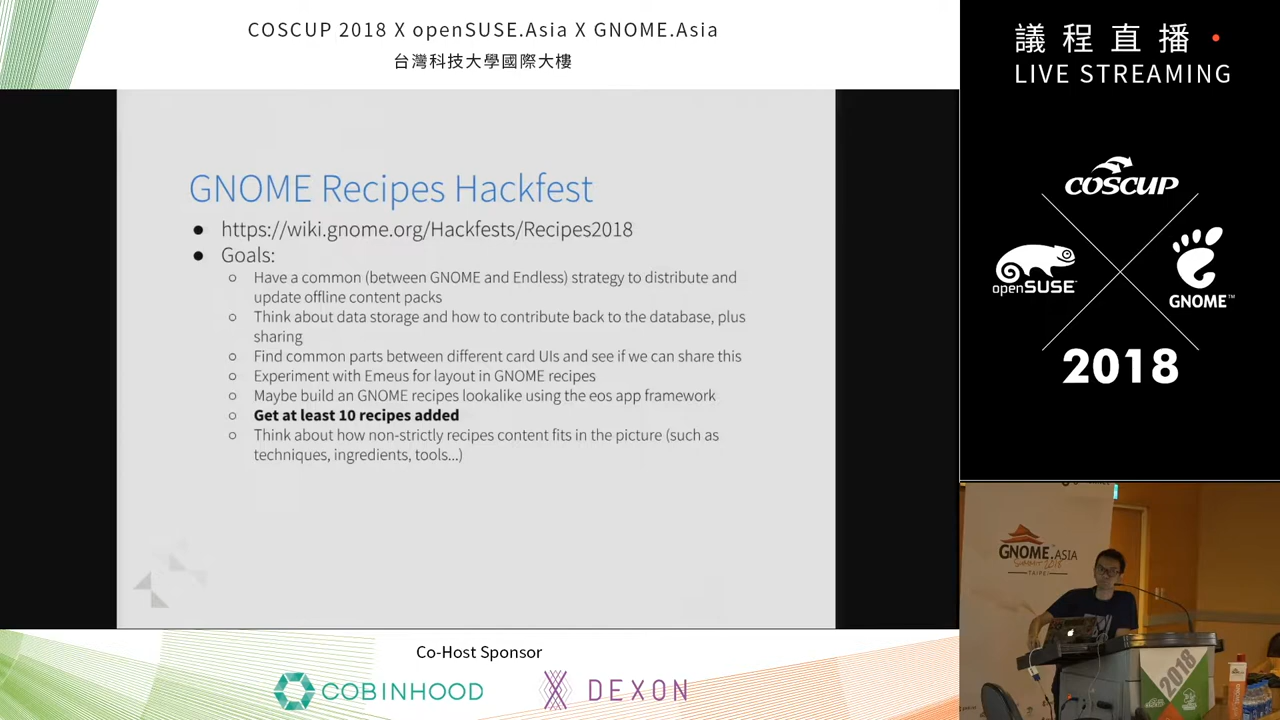 COSCUP 2018 X openSUSE.Asia X GNOME.Asia
台灣科技大學國際大樓
議程直播
LIVE STREAMING
COSCUP
openSUSE
GNOME™
2018
GNOME Recipes Hackfest
● https://wiki.gnome.org/Hackfests/Recipes2018
● Goals:
○ Have a common (between GNOME and Endless) strategy to distribute and
update offline content packs
○ Think about data storage and how to contribute back to the database, plus
sharing
○ Find common parts between different card UIs and see if we can share this
○ Experiment with Emeus for layout in GNOME recipes
○ Maybe build an GNOME recipes lookalike using the eos app framework
○ Get at least 10 recipes added
○ Think about how non-strictly recipes content fits in the picture (such as
techniques, ingredients, tools...)
GNOME.ASIA
Summit 2018
TAIPEI
2018
Co-Host Sponsor
COBINHOOD
DEXON